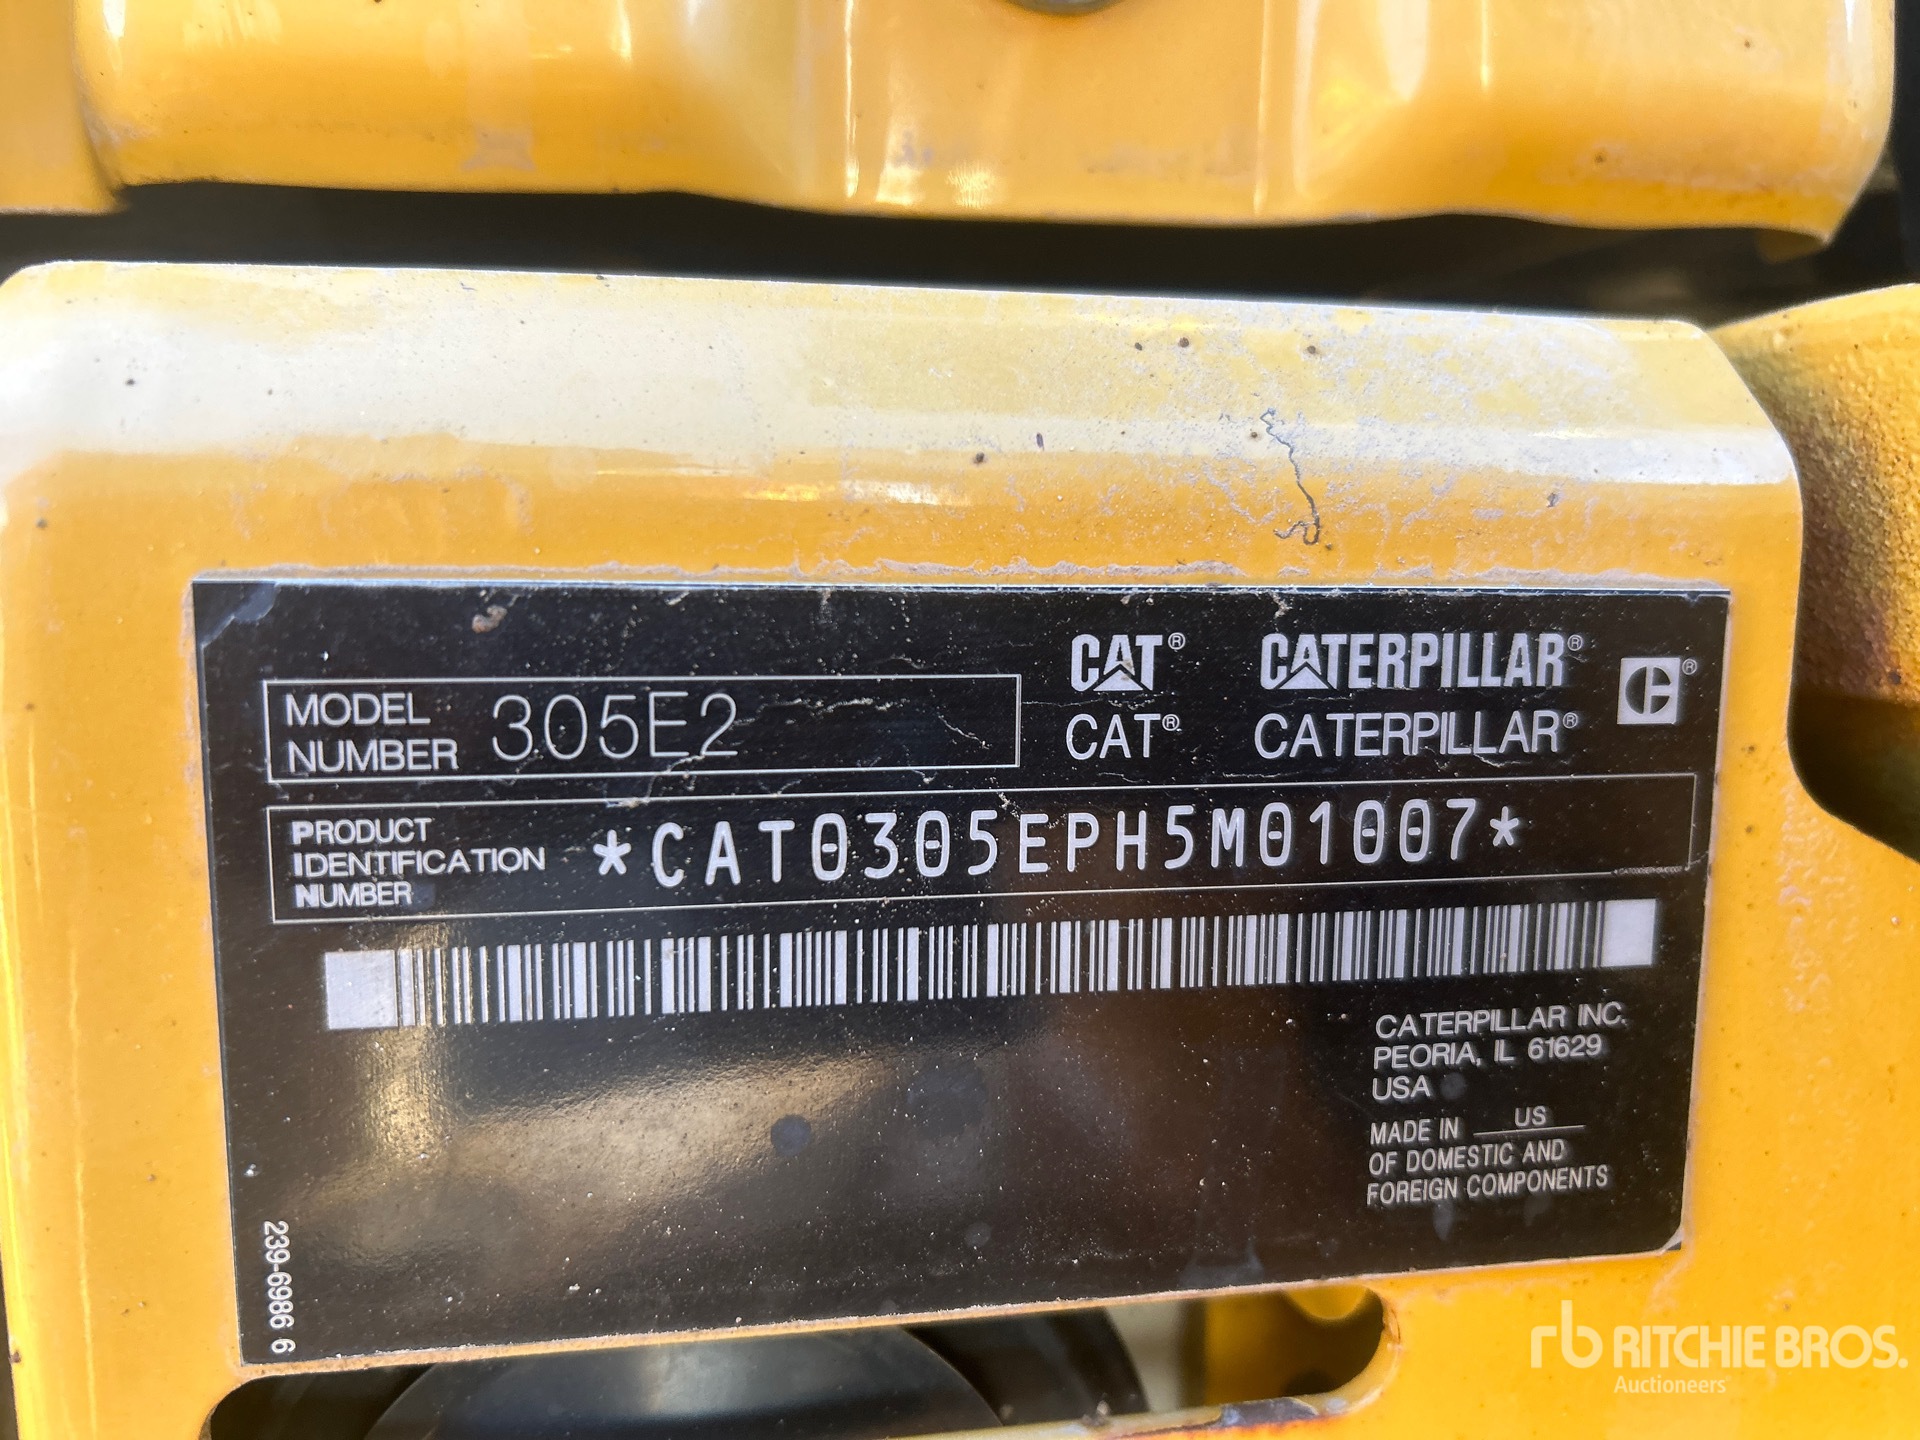 MODEL NUMBER 305E2
CAT® CATERPILLAR®
CAT® CATERPILLAR®
PRODUCT IDENTIFICATION NUMBER *CAT0305EPH5M01007*
CATERPILLAR INC.
PEORIA, IL 61629
USA
MADE IN US
OF DOMESTIC AND
FOREIGN COMPONENTS
239-6986 6
rb RITCHIE BROS.
Auctioneers